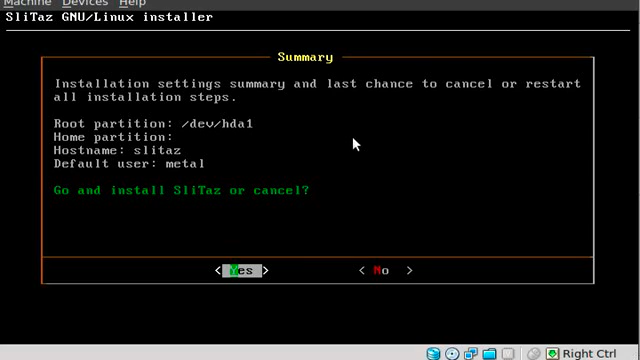 Machine Devices Help
SliTaz GNU/Linux installer
Summary
Installation settings summary and last chance to cancel or restart
all installation steps.
Root partition: /dev/hda1
Home partition:
Hostname: slitaz
Default user: metal
Go and install SliTaz or cancel?
< Yes > < No >
Right Ctrl